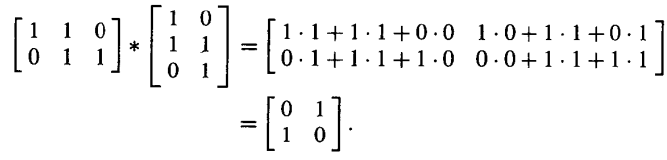 [1 1 0; 0 1 1] * [1 0; 1 1; 0 1] = [1 · 1 + 1 · 1 + 0 · 0  1 · 0 + 1 · 1 + 0 · 1; 0 · 1 + 1 · 1 + 1 · 0  0 · 0 + 1 · 1 + 1 · 1]
= [0 1; 1 0].